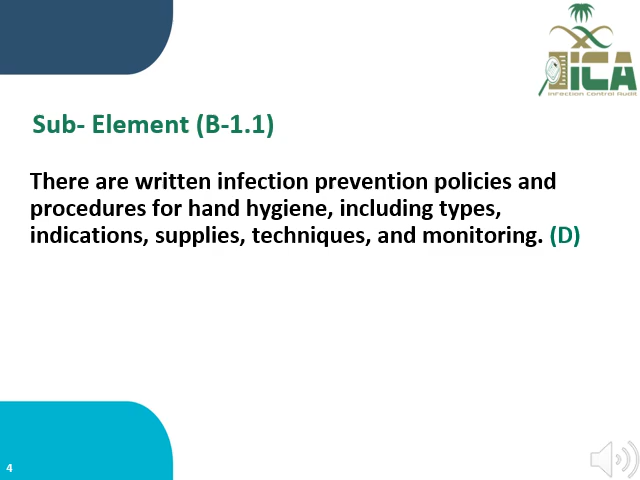 iCA
Infection Control Audit
Sub- Element (B-1.1)
There are written infection prevention policies and
procedures for hand hygiene, including types,
indications, supplies, techniques, and monitoring. (D)
4